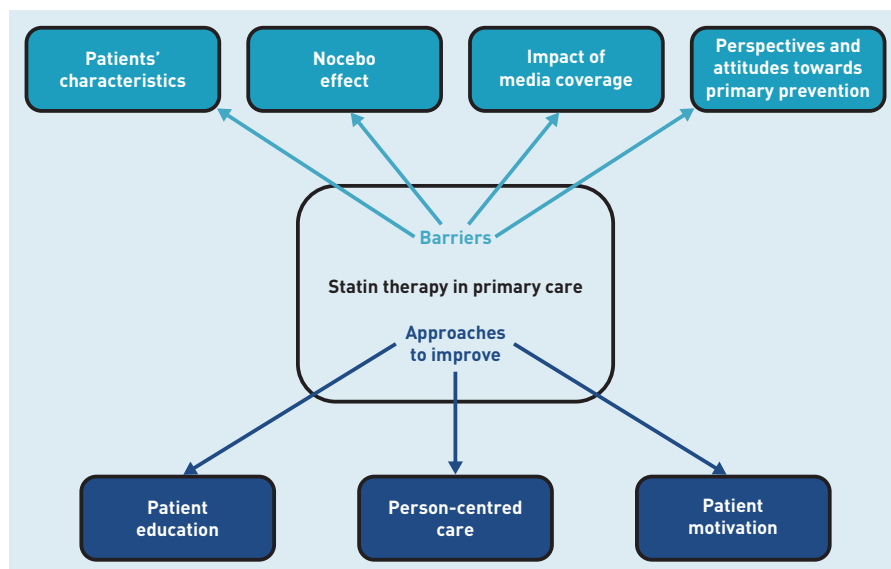 Patients’
characteristics
Nocebo
effect
Impact of
media coverage
Perspectives and
attitudes towards
primary prevention
Barriers
Statin therapy in primary care
Approaches
to improve
Patient
education
Person-centred
care
Patient
motivation